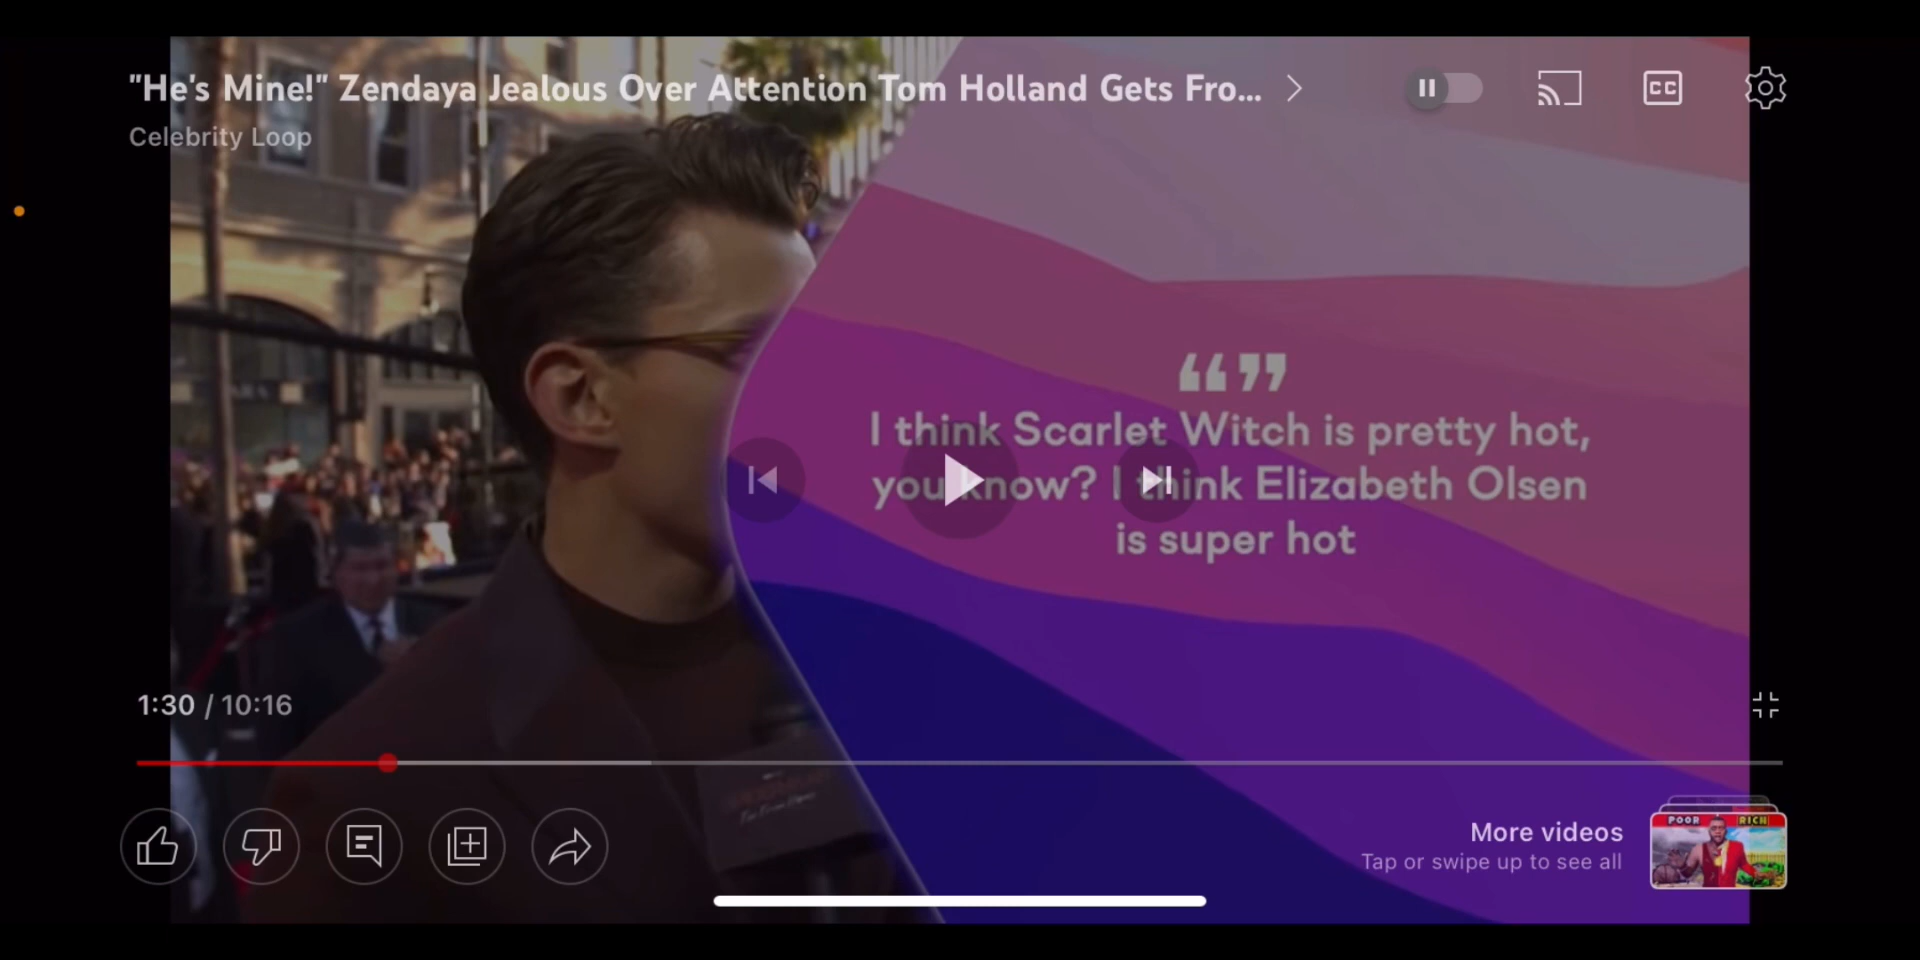 "He's Mine!" Zendaya Jealous Over Attention Tom Holland Gets Fro...
Celebrity Loop
CC
““ ””
I think Scarlet Witch is pretty hot,
you know? I think Elizabeth Olsen
is super hot
1:30 / 10:16
More videos
Tap or swipe up to see all
POOR RICH